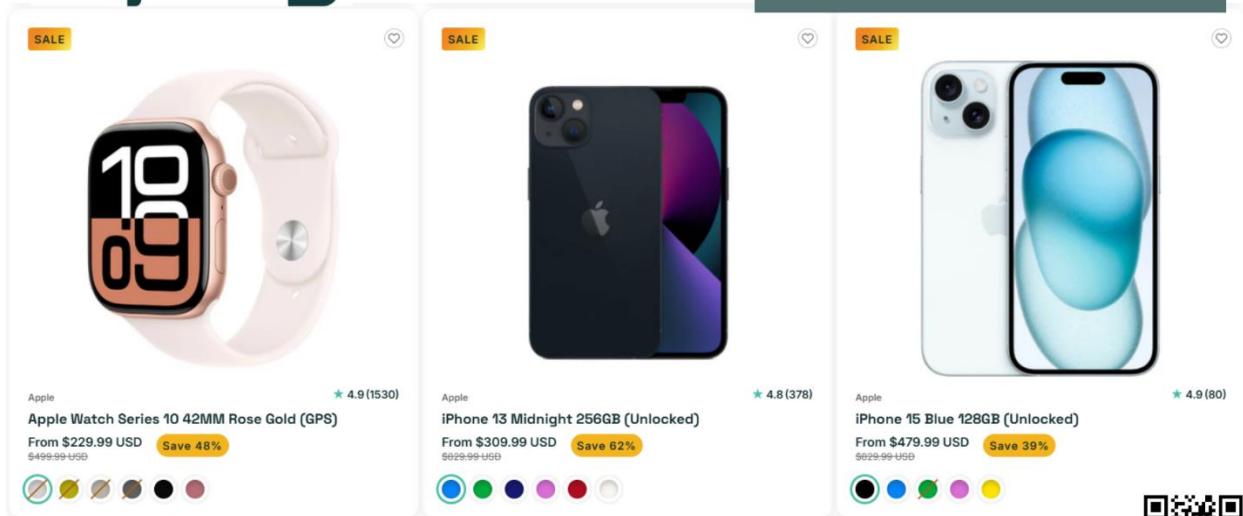 SALE
Apple
4.9 (1530)
Apple Watch Series 10 42MM Rose Gold (GPS)
From $229.99 USD
Save 48%
$499.99 USD
SALE
Apple
4.8 (378)
iPhone 13 Midnight 256GB (Unlocked)
From $309.99 USD
Save 62%
$829.99 USD
SALE
Apple
4.9 (80)
iPhone 15 Blue 128GB (Unlocked)
From $479.99 USD
Save 39%
$829.99 USD